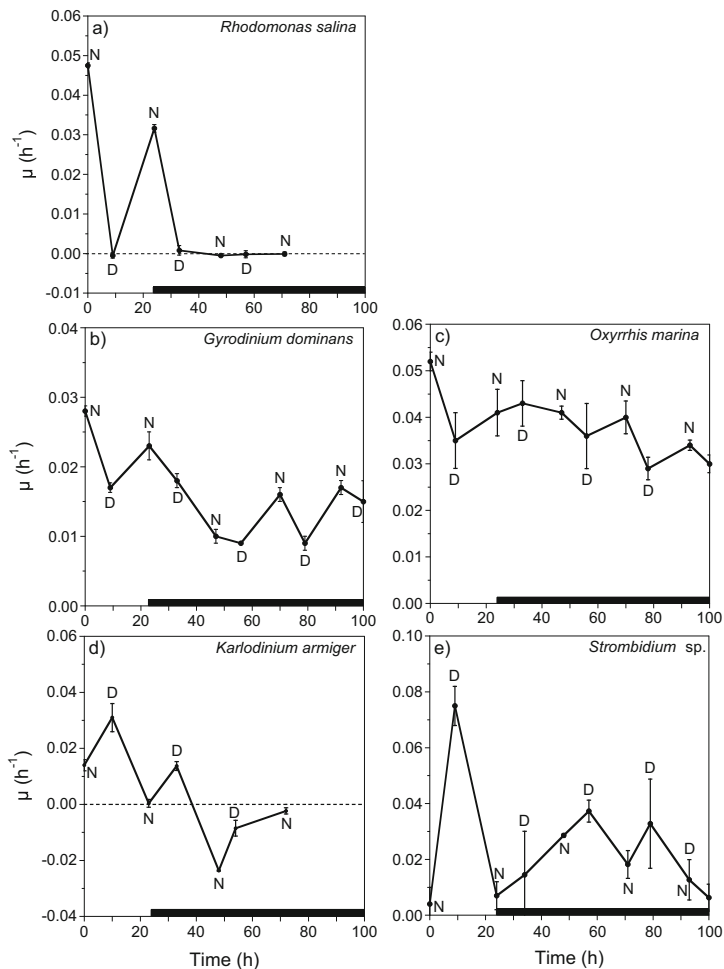 a) Rhodomonas salina
0.06
0.05
0.04
0.03
0.02
0.01
0.00
-0.01
μ (h⁻¹)
N
D
N
D
N
D
N
0 20 40 60 80 100
b) Gyrodinium dominans
0.04
0.03
0.02
0.01
0.00
μ (h⁻¹)
N
D
N
D
N
D
N
D
N
D
0 20 40 60 80 100
c) Oxyrrhis marina
0.06
0.05
0.04
0.03
0.02
0.01
0.00
N
D
N
D
N
D
N
D
N
D
0 20 40 60 80 100
d) Karlodinium armiger
0.06
0.04
0.02
0.00
-0.02
-0.04
μ (h⁻¹)
N
D
N
D
N
D
N
0 20 40 60 80 100
Time (h)
e) Strombidium sp.
0.10
0.08
0.06
0.04
0.02
0.00
N
D
N
D
N
D
N
D
N
D
0 20 40 60 80 100
Time (h)